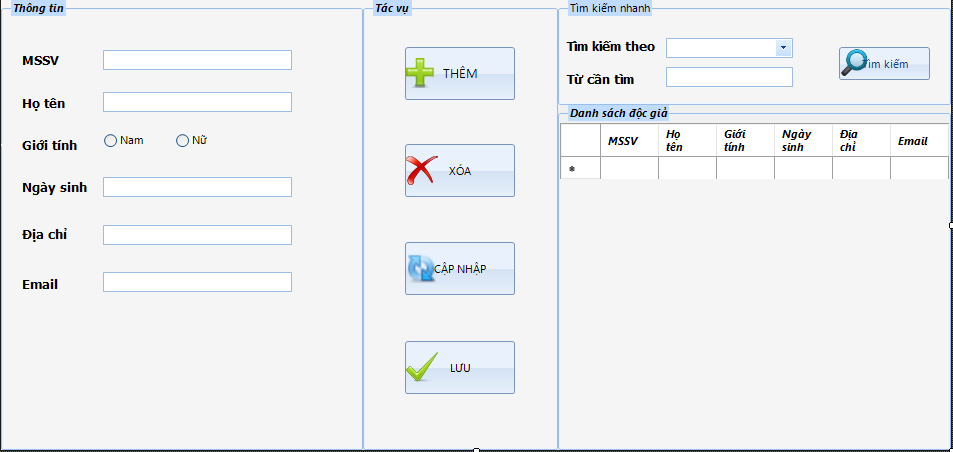 Thông tin
MSSV
Họ tên
Giới tính
Nam
Nữ
Ngày sinh
Địa chỉ
Email
Tác vụ
THÊM
XÓA
CẬP NHẬP
LƯU
Tìm kiếm nhanh
Tìm kiếm theo
Từ cần tìm
Tìm kiếm
Danh sách độc giả
MSSV
Họ
tên
Giới
tính
Ngày
sinh
Địa
chỉ
Email
*